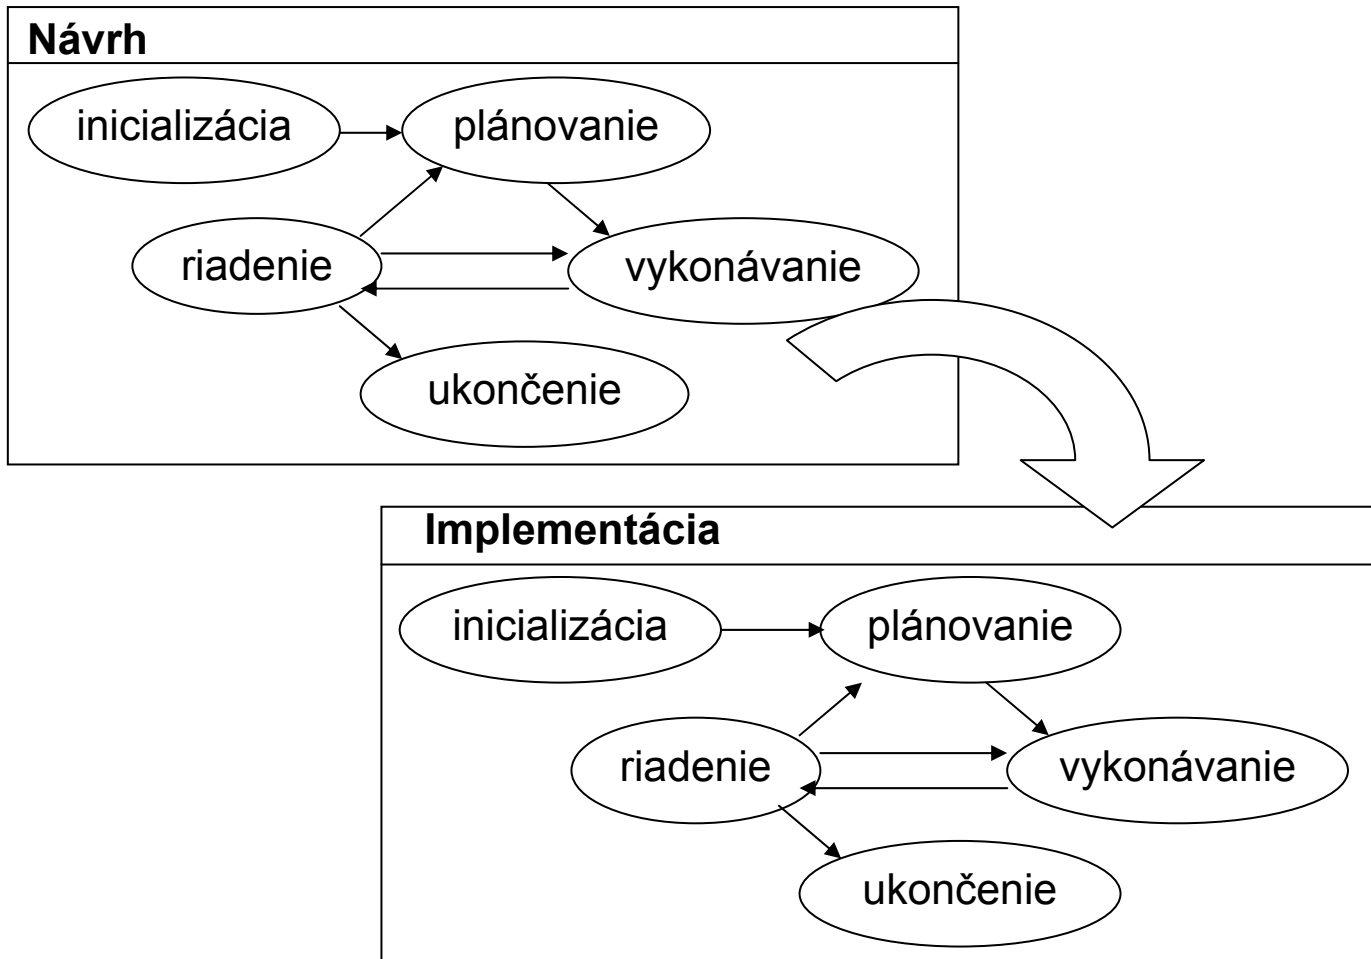 Návrh
inicializácia
plánovanie
riadenie
vykonávanie
ukončenie
Implementácia
inicializácia
plánovanie
riadenie
vykonávanie
ukončenie